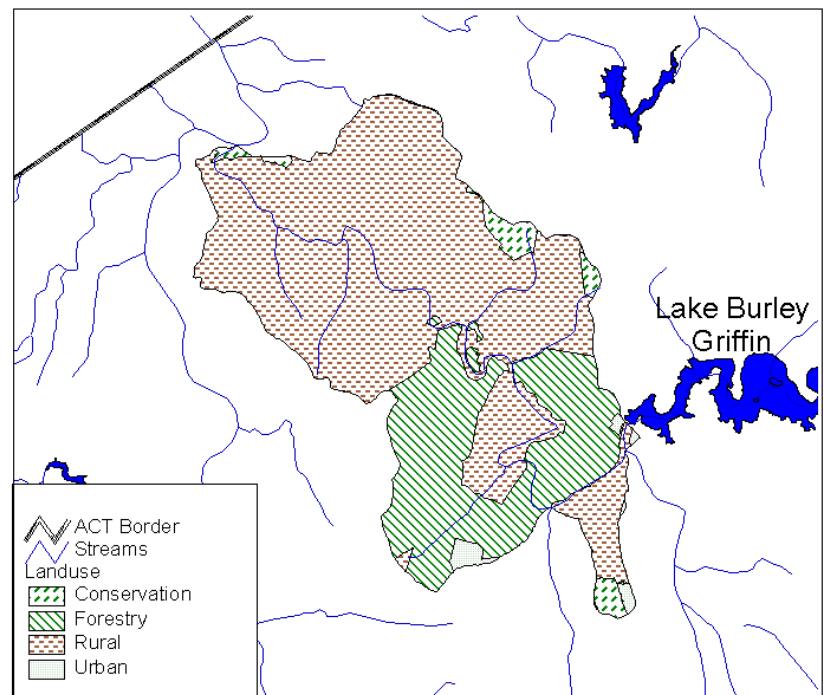 Lake Burley
Griffin
ACT Border
Streams
Landuse
Conservation
Forestry
Rural
Urban